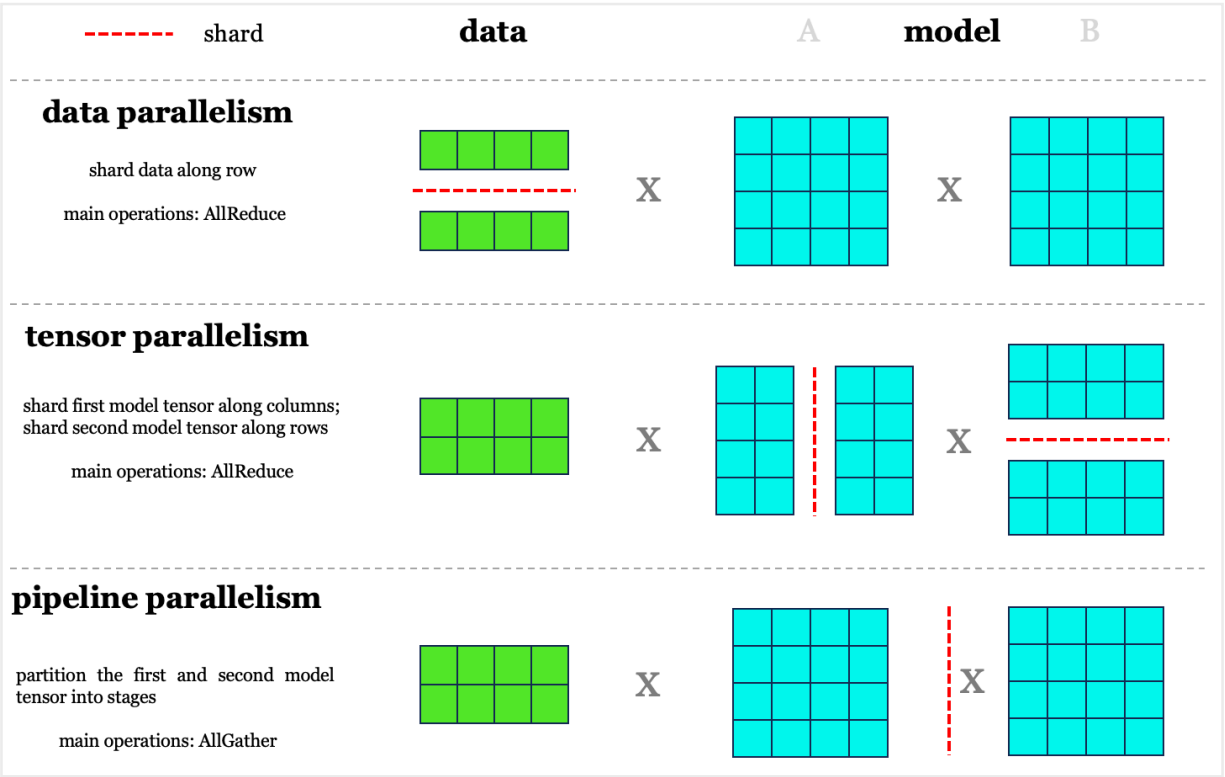 shard
data
A
model
B
data parallelism
shard data along row
main operations: AllReduce
X
X
tensor parallelism
shard first model tensor along columns;
shard second model tensor along rows
main operations: AllReduce
X
X
pipeline parallelism
partition the first and second model
tensor into stages
main operations: AllGather
X
X